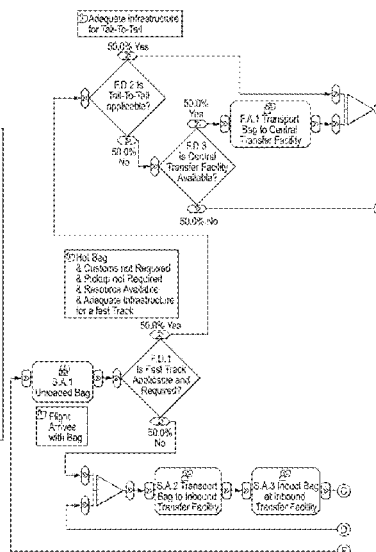 Adequate Infrastructure
for Tail-To-Tail
50.0% Yes
F.D.2 Is
Tail-To-Tail
applicable?
50.0%
No
50.0%
Yes
F.D.3
Is Central
Transfer Facility
Available?
50.0% No
F.A.1 Transport
Bag to Central
Transfer Facility
Hot Bag
& Customs not Required
& Pickup not Required
& Resource Available
& Adequate Infrastructure
for a fast Track
50.0% Yes
F.D.1
Is Fast Track
Applicable and
Required?
50.0%
No
S.A.1
Unloaded Bag
Flight
Arrives
with Bag
S.A.2 Transport
Bag to Inbound
Transfer Facility
S.A.3 Induct Bag
at Inbound
Transfer Facility
C
D
E